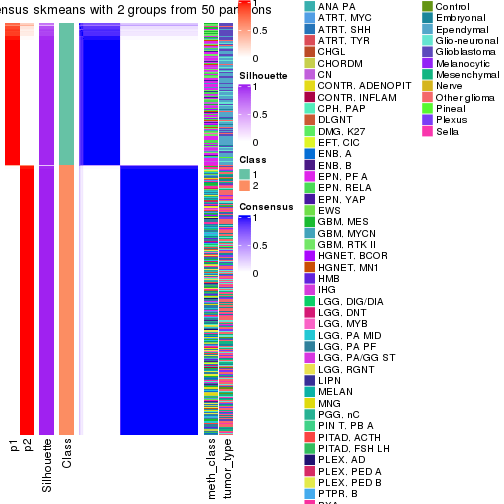 ensus skmeans with 2 groups from 50 par
ons
1
0.5
0
Silhouette
1
0.5
0
Class
1
2
Consensus
1
0.5
0
p1
p2
Silhouette
Class
meth_class
tumor_type
ANA PA
ATRT. MYC
ATRT. SHH
ATRT. TYR
CHGL
CHORDM
CN
CONTR. ADENOPIT
CONTR. INFLAM
CPH. PAP
DLGNT
DMG. K27
EFT. CIC
ENB. A
ENB. B
EPN. PF A
EPN. RELA
EPN. YAP
EWS
GBM. MES
GBM. MYCN
GBM. RTK II
HGNET. BCOR
HGNET. MN1
HMB
IHG
LGG. DIG/DIA
LGG. DNT
LGG. MYB
LGG. PA MID
LGG. PA PF
LGG. PA/GG ST
LGG. RGNT
LIPN
MELAN
MNG
PGG. nC
PIN T. PB A
PITAD. ACTH
PITAD. FSH LH
PLEX. AD
PLEX. PED A
PLEX. PED B
PTPR. B
Control
Embryonal
Ependymal
Glio-neuronal
Glioblastoma
Melanocytic
Mesenchymal
Nerve
Other glioma
Pineal
Plexus
Sella